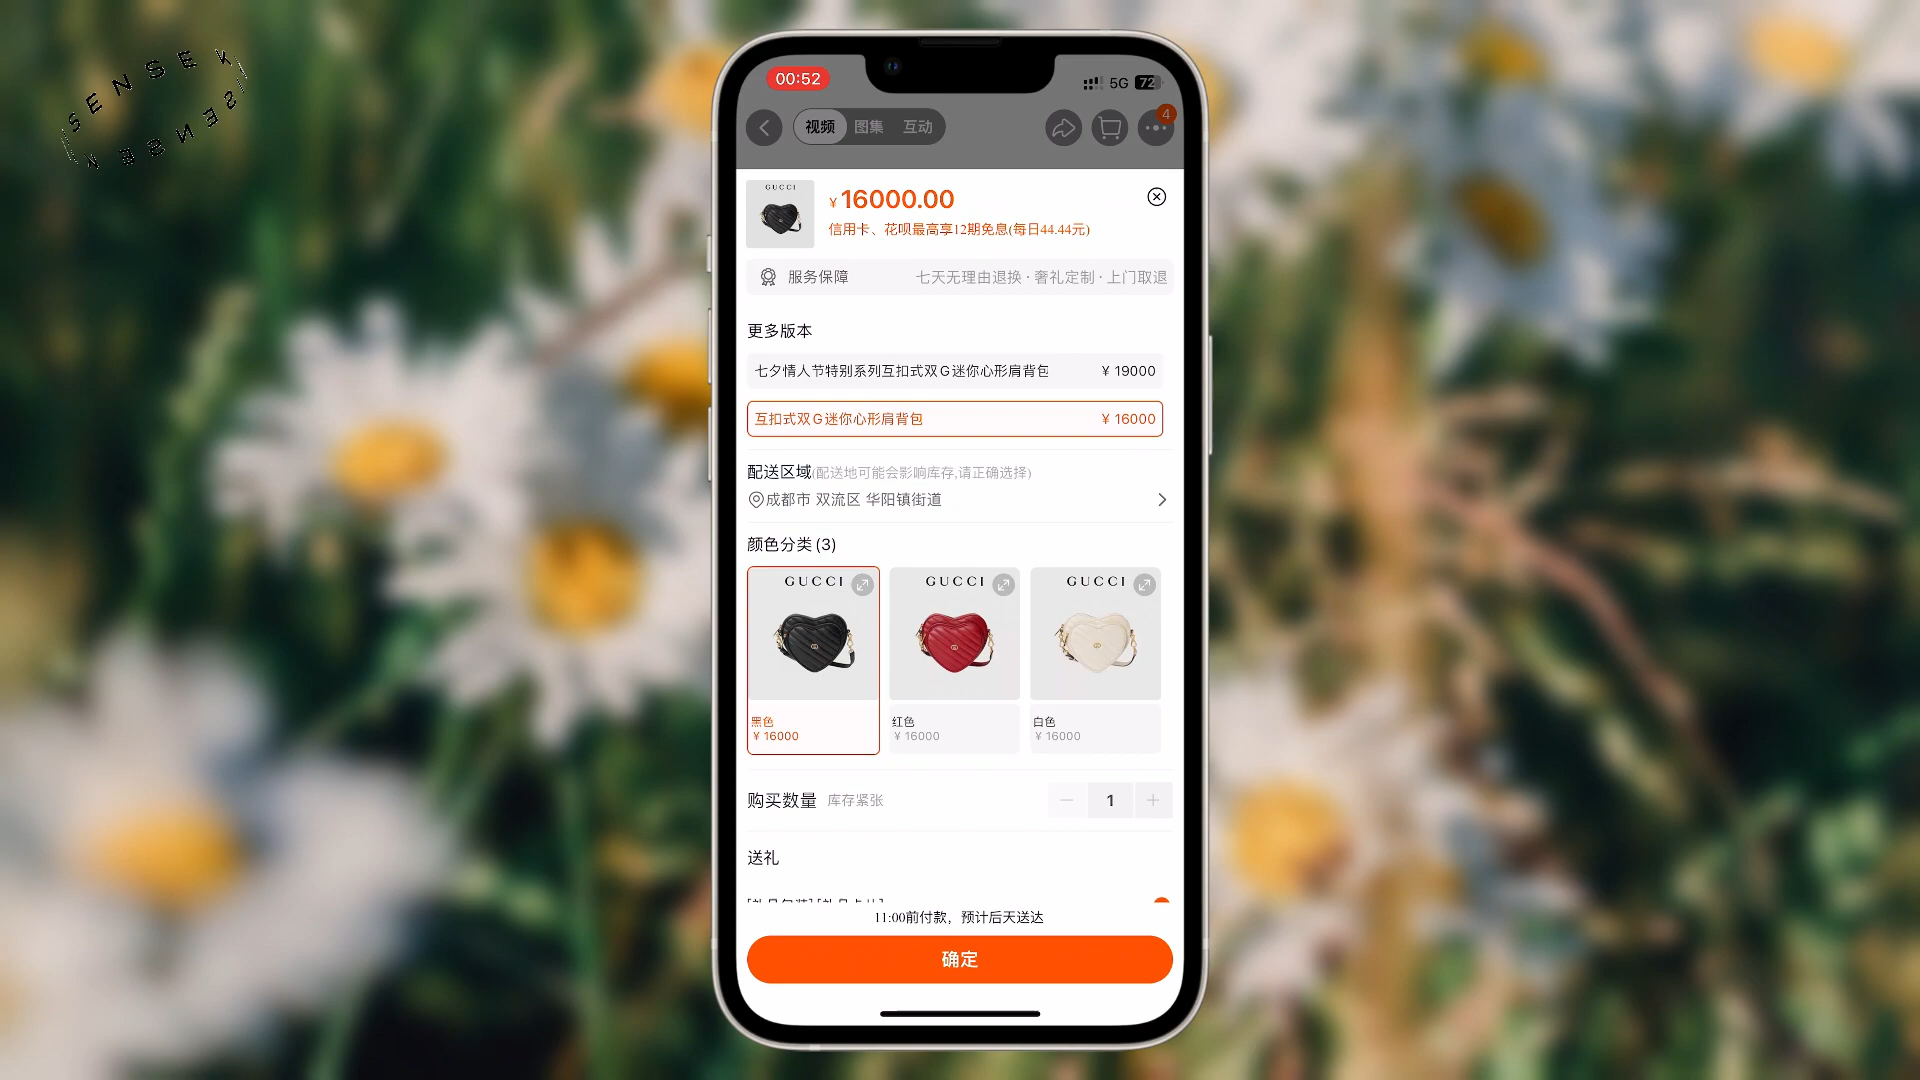 SENSEK
SENSEEK
00:52
5G 72
视频 图集 互动
4
GUCCI
¥16000.00
信用卡、花呗最高享12期免息(每日44.44元)
服务保障 七天无理由退换·奢礼定制·上门取退
更多版本
七夕情人节特别系列互扣式双G迷你心形肩背包 ¥ 19000
互扣式双G迷你心形肩背包 ¥ 16000
配送区域(配送地可能会影响库存,请正确选择)
成都市 双流区 华阳镇街道
颜色分类(3)
GUCCI GUCCI GUCCI
黑色 红色 白色
¥ 16000 ¥ 16000 ¥ 16000
购买数量 库存紧张 1
送礼
11:00前付款，预计后天送达
确定